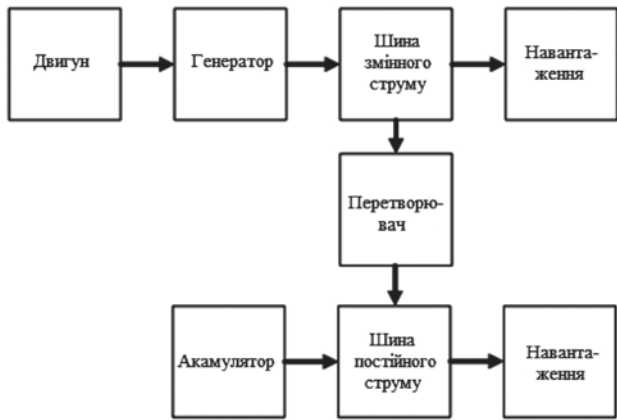 Двигун
Генератор
Шина
змінного
струму
Наванта-
ження
Перетворю-
вач
Акамулятор
Шина
постійного
струму
Наванта-
ження